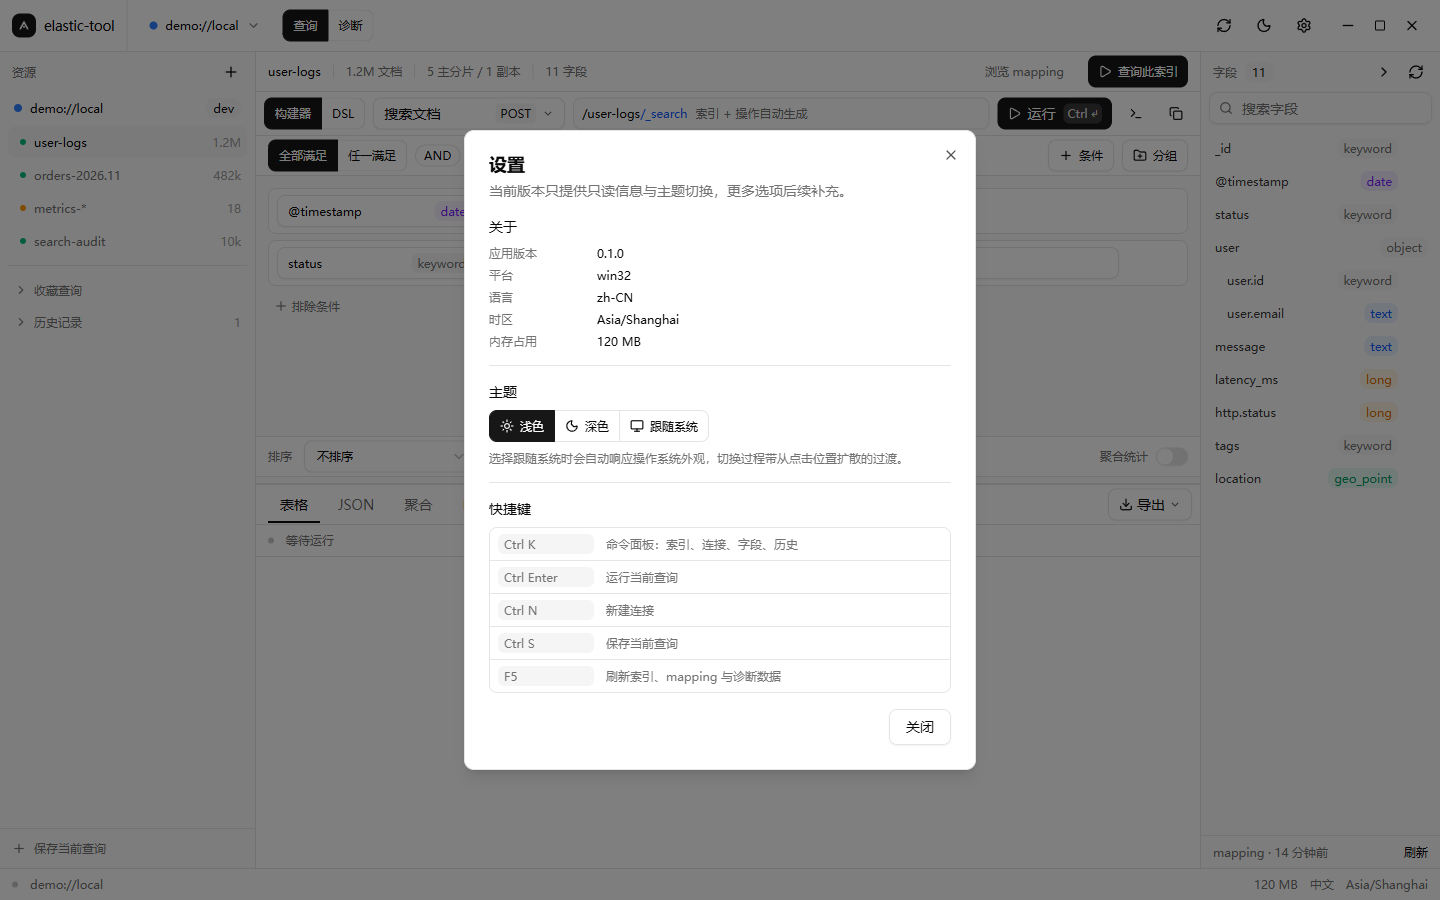 elastic-tool
demo://local
查询
诊断
资源
demo://local
dev
user-logs
1.2M
orders-2026.11
482k
metrics-*
18
search-audit
10k
收藏查询
历史记录
1
保存当前查询
user-logs
1.2M 文档
5 主分片 / 1 副本
11 字段
浏览 mapping
查询此索引
构建器
DSL
搜索文档
POST
/user-logs/_search 索引 + 操作自动生成
运行 Ctrl ↵
全部满足
任一满足
AND
条件
分组
@timestamp
date
status
keyword
排除条件
排序
不排序
聚合统计
表格
JSON
聚合
导出
等待运行
设置
当前版本只提供只读信息与主题切换，更多选项后续补充。
关于
应用版本 0.1.0
平台 win32
语言 zh-CN
时区 Asia/Shanghai
内存占用 120 MB
主题
浅色
深色
跟随系统
选择跟随系统时会自动响应操作系统外观，切换过程带从点击位置扩散的过渡。
快捷键
Ctrl K 命令面板：索引、连接、字段、历史
Ctrl Enter 运行当前查询
Ctrl N 新建连接
Ctrl S 保存当前查询
F5 刷新索引、mapping 与诊断数据
关闭
字段 11
搜索字段
_id keyword
@timestamp date
status keyword
user object
user.id keyword
user.email text
message text
latency_ms long
http.status long
tags keyword
location geo_point
mapping · 14 分钟前
刷新
demo://local
120 MB
中文
Asia/Shanghai